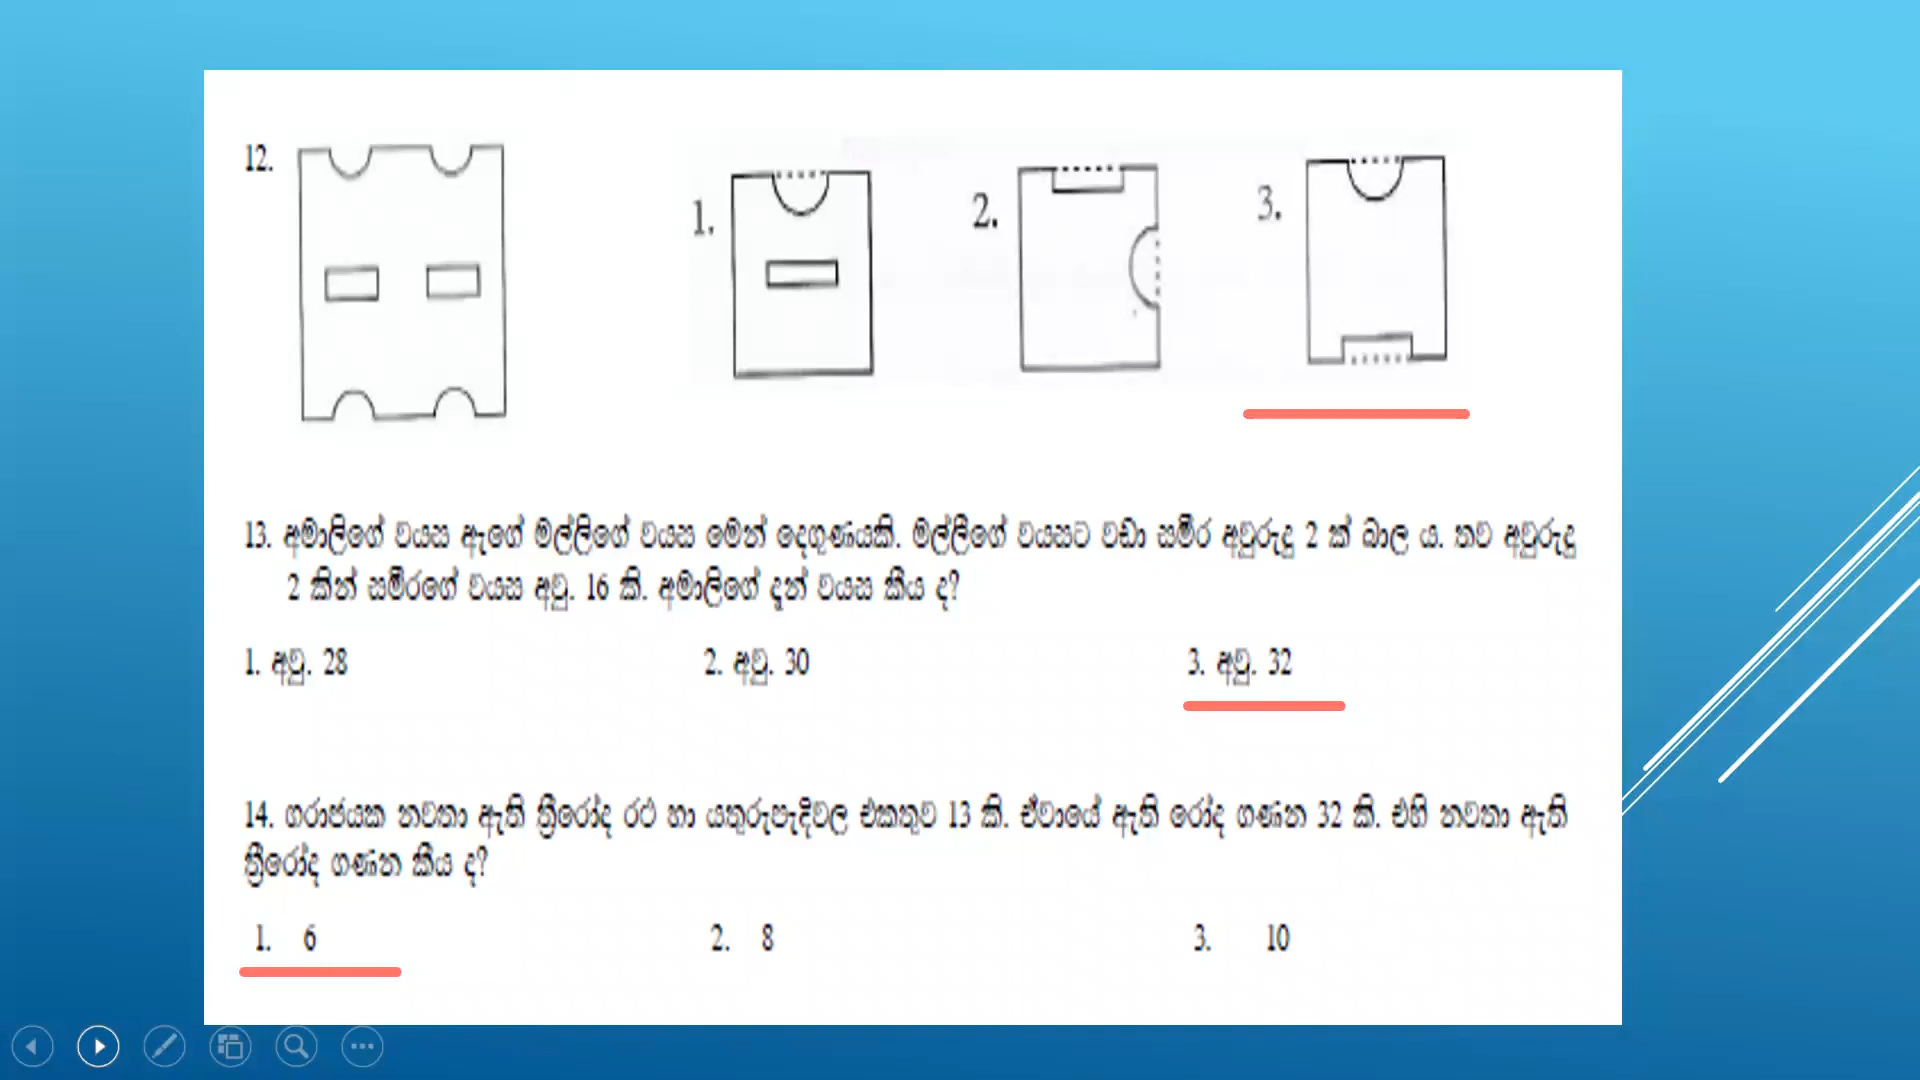 12.
1.
2.
3.
13. අමාලිගේ වයස ඇගේ මල්ලිගේ වයස මෙන් දෙගුණයකි. මල්ලිගේ වයසට වඩා සමීර අවුරුදු 2 ක් බාල ය. තව අවුරුදු
2 කින් සමීරගේ වයස අවු. 16 කි. අමාලිගේ දැන් වයස කීය ද?
1. අවු. 28
2. අවු. 30
3. අවු. 32
14. ගරාජයක නවතා ඇති ත්‍රීරෝද රථ හා යතුරුපැදිවල එකතුව 13 කි. ඒවායේ ඇති රෝද ගණන 32 කි. එහි නවතා ඇති
ත්‍රීරෝද ගණන කීය ද?
1. 6
2. 8
3. 10